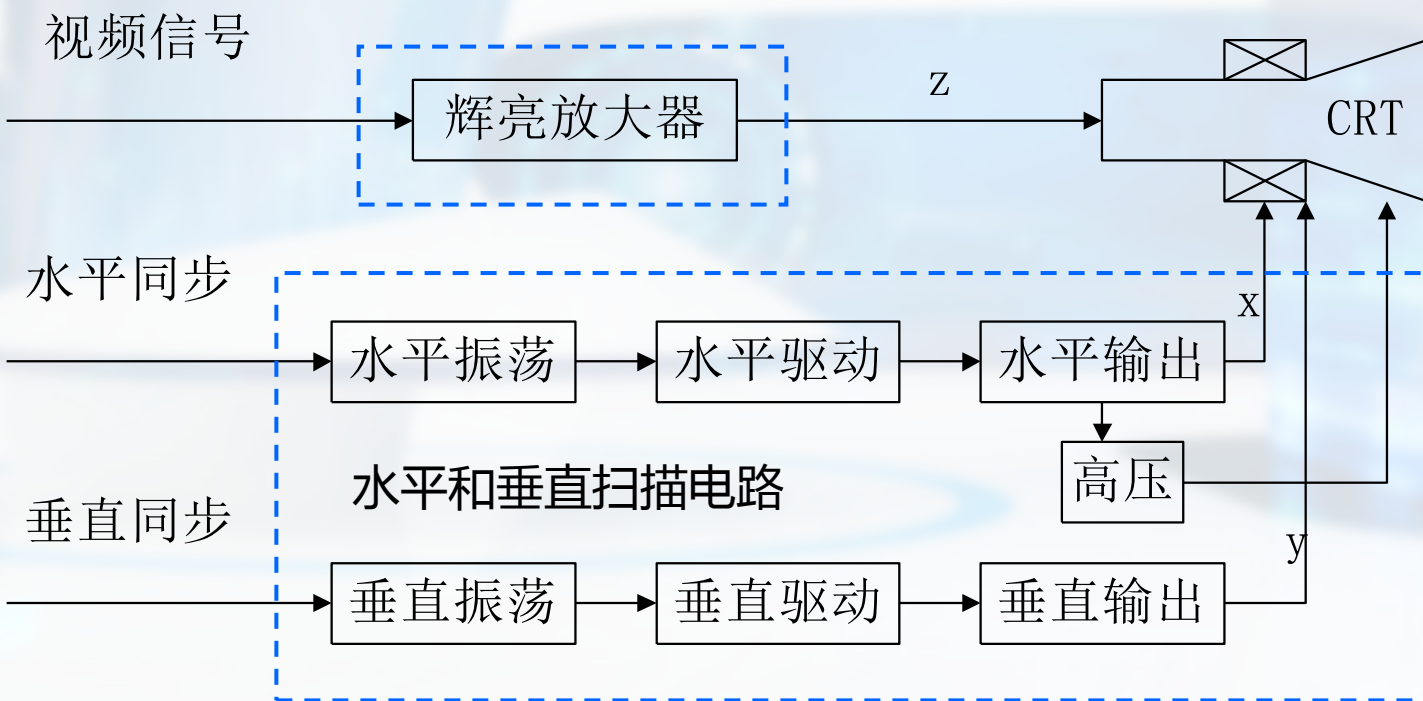 视频信号
辉亮放大器
z
CRT
水平同步
x
水平振荡
水平驱动
水平输出
水平和垂直扫描电路
高压
垂直同步
y
垂直振荡
垂直驱动
垂直输出